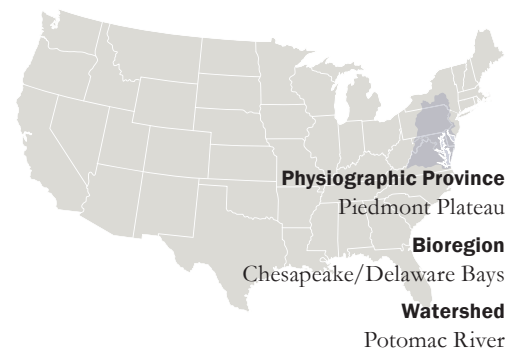 Physiographic Province
Piedmont Plateau
Bioregion
Chesapeake/Delaware Bays
Watershed
Potomac River